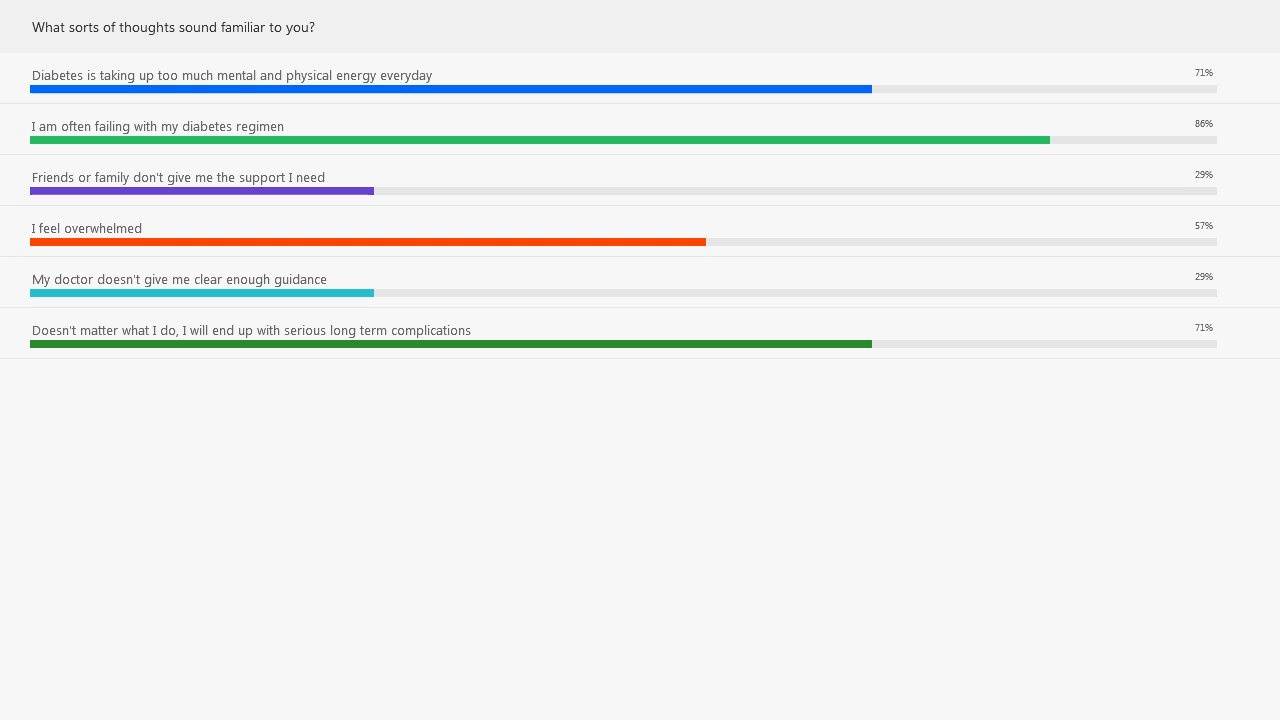 What sorts of thoughts sound familiar to you?
Diabetes is taking up too much mental and physical energy everyday
71%
I am often failing with my diabetes regimen
86%
Friends or family don't give me the support I need
29%
I feel overwhelmed
57%
My doctor doesn't give me clear enough guidance
29%
Doesn't matter what I do, I will end up with serious long term complications
71%